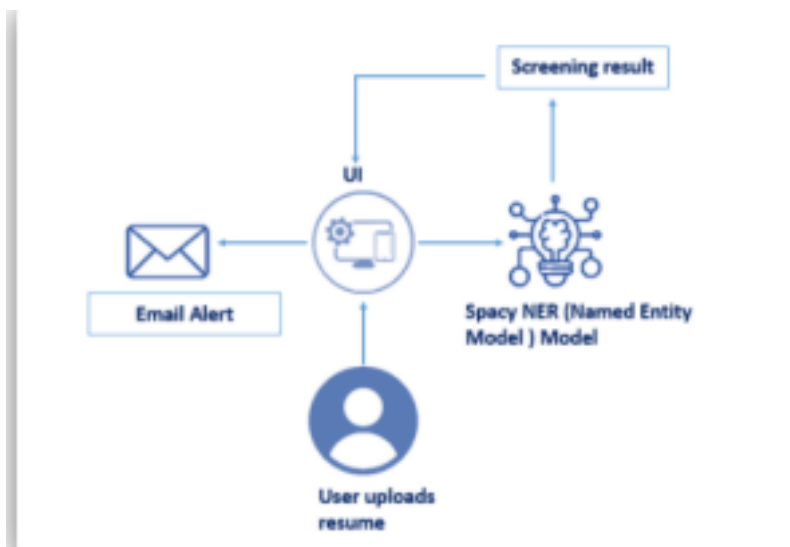 Screening result
UI
Email Alert
Spacy NER (Named Entity
Model ) Model
User uploads
resume